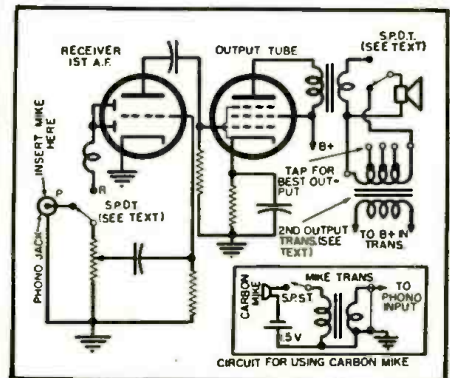 RECEIVER
1ST A.F.
OUTPUT TUBE
S.P.D.T.
(SEE TEXT)
INSERT MIKE
HERE
PHONO JACK
P
R
S.P.D.T.
(SEE TEXT)
B+
TAP FOR
BEST OUT-
PUT
2ND OUTPUT
TRANS.(SEE
TEXT)
TO B+ IN
TRANS.
CARBON
MIKE
S.P.S.T.
1.5 V
MIKE TRANS
TO
PHONO
INPUT
CIRCUIT FOR USING CARBON MIKE